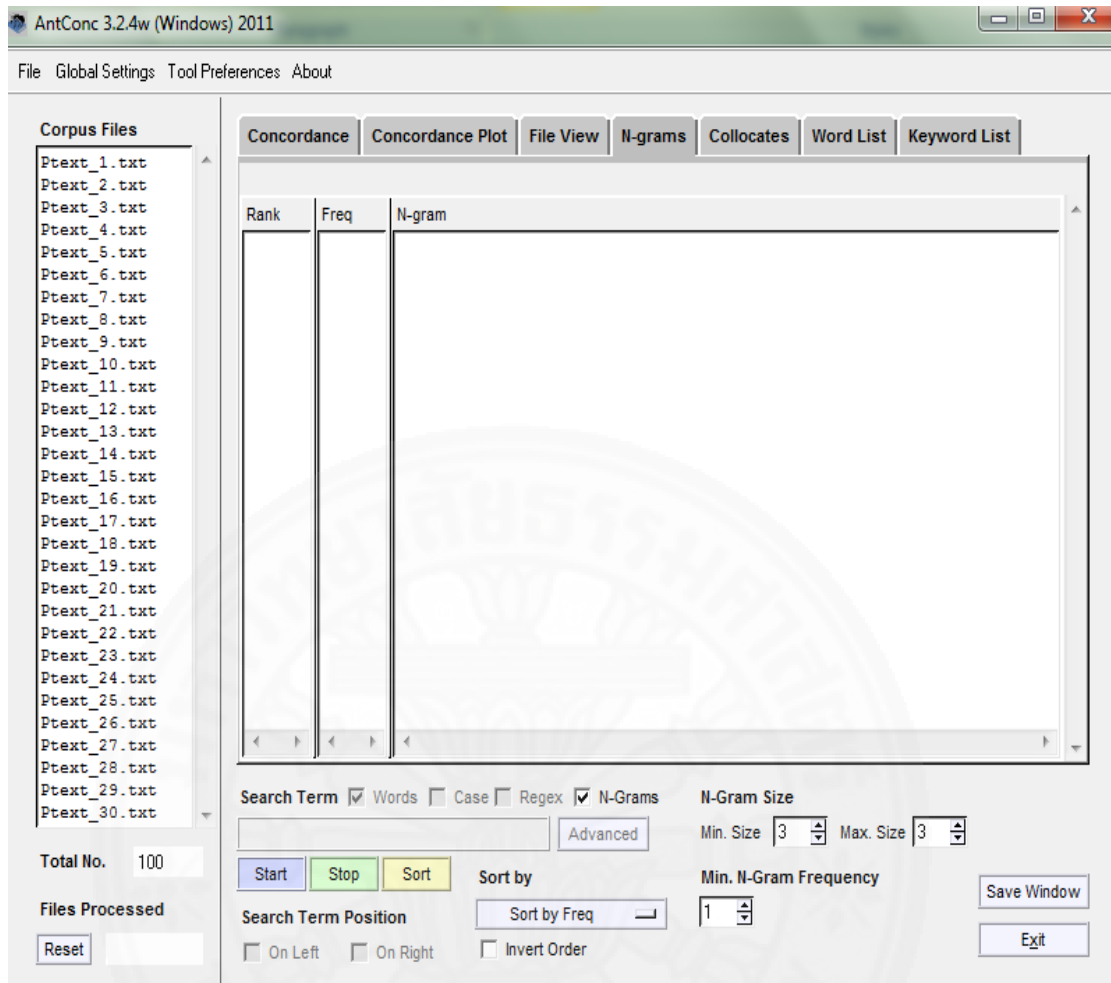 AntConc 3.2.4w (Windows) 2011
File Global Settings Tool Preferences About
Corpus Files
Ptext_1.txt
Ptext_2.txt
Ptext_3.txt
Ptext_4.txt
Ptext_5.txt
Ptext_6.txt
Ptext_7.txt
Ptext_8.txt
Ptext_9.txt
Ptext_10.txt
Ptext_11.txt
Ptext_12.txt
Ptext_13.txt
Ptext_14.txt
Ptext_15.txt
Ptext_16.txt
Ptext_17.txt
Ptext_18.txt
Ptext_19.txt
Ptext_20.txt
Ptext_21.txt
Ptext_22.txt
Ptext_23.txt
Ptext_24.txt
Ptext_25.txt
Ptext_26.txt
Ptext_27.txt
Ptext_28.txt
Ptext_29.txt
Ptext_30.txt
Total No. 100
Files Processed
Reset
Concordance Concordance Plot File View N-grams Collocates Word List Keyword List
Rank Freq N-gram
Search Term Words Case Regex N-Grams
Advanced
Start Stop Sort
Search Term Position
On Left On Right
Sort by
Sort by Freq
Invert Order
N-Gram Size
Min. Size 3 Max. Size 3
Min. N-Gram Frequency
1
Save Window
Exit